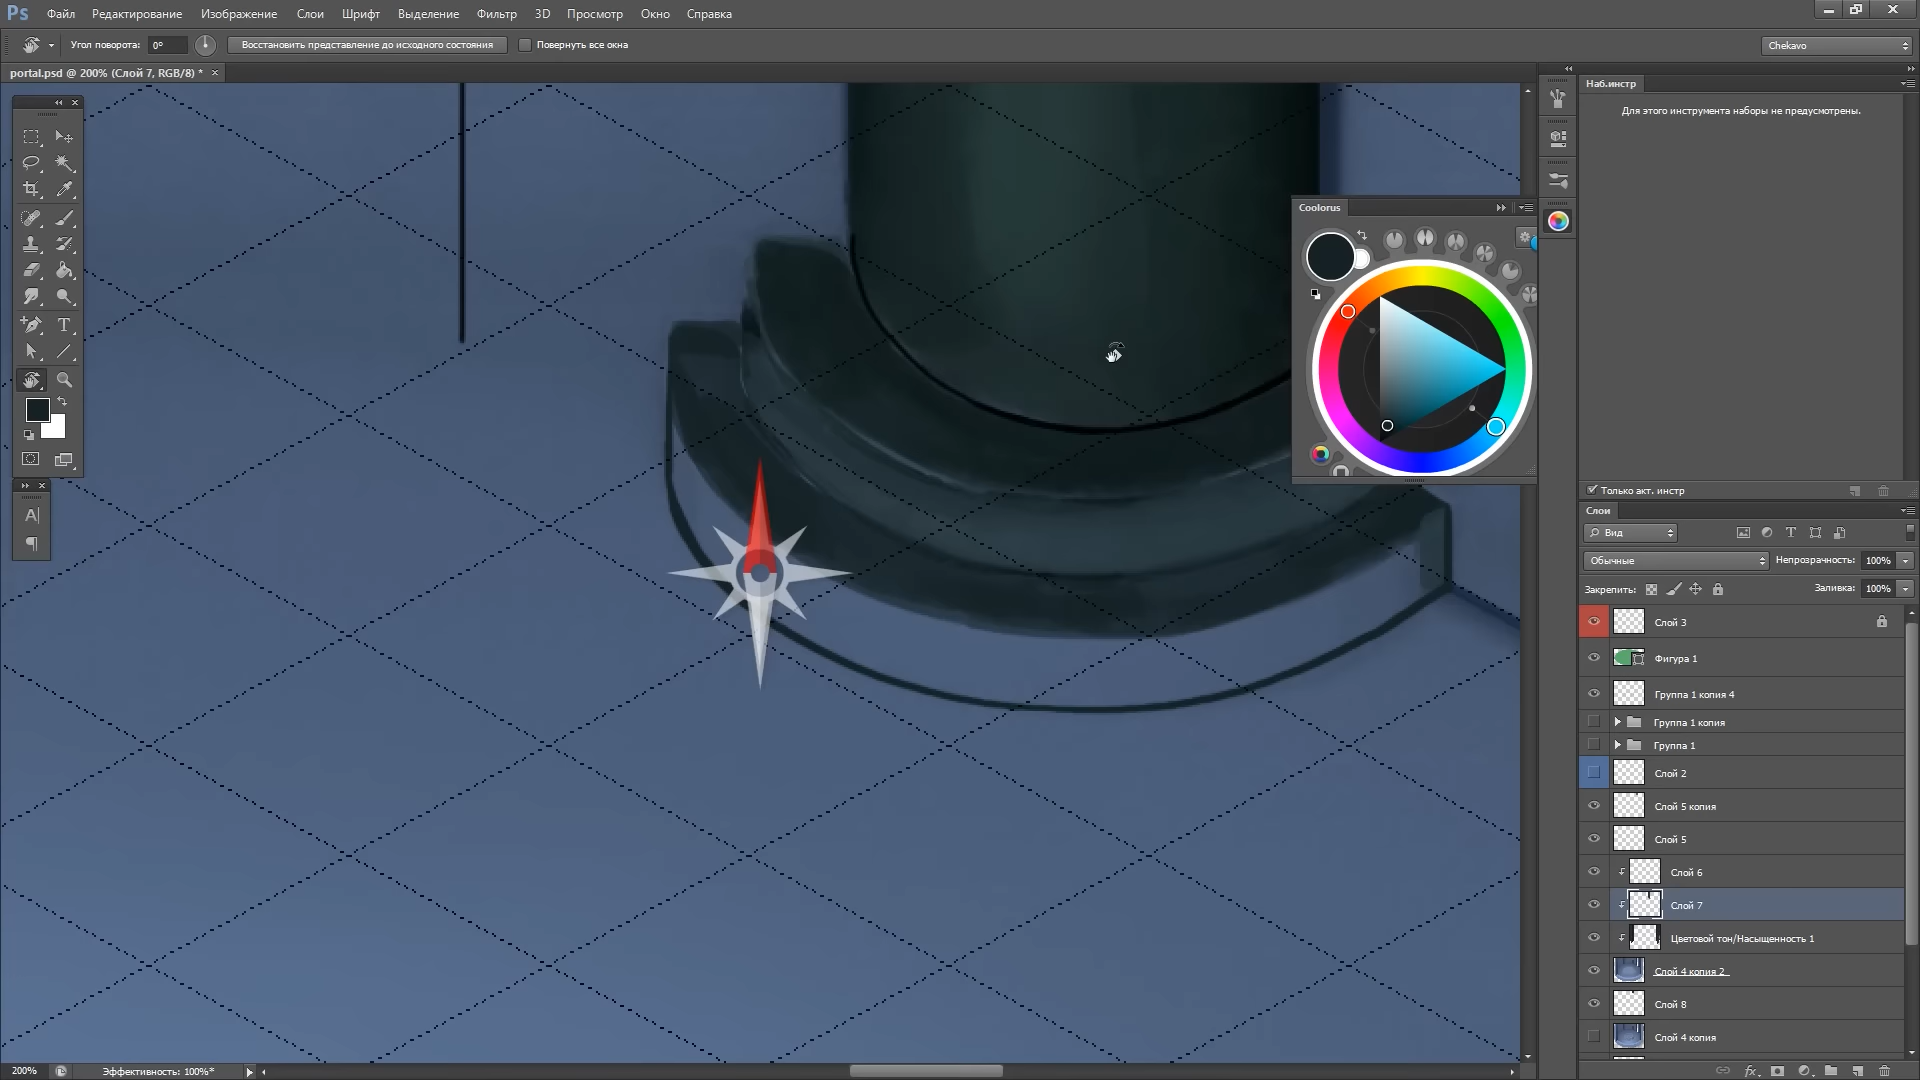 Ps Файл Редактирование Изображение Слои Шрифт Выделение Фильтр 3D Просмотр Окно Справка
Угол поворота: 0° Восстановить представление до исходного состояния Повернуть все окна Chekavo
portal.psd @ 200% (Слой 7, RGB/8) *
Наб.инстр
Для этого инструмента наборы не предусмотрены.
Coolorus
Только акт. инстр
Слои
Вид
Обычные Непрозрачность: 100%
Закрепить: Заливка: 100%
Слой 3
Фигура 1
Группа 1 копия 4
Группа 1 копия
Группа 1
Слой 2
Слой 5 копия
Слой 5
Слой 6
Слой 7
Цветовой тон/Насыщенность 1
Слой 4 копия 2
Слой 8
Слой 4 копия
200% Эффективность: 100%*